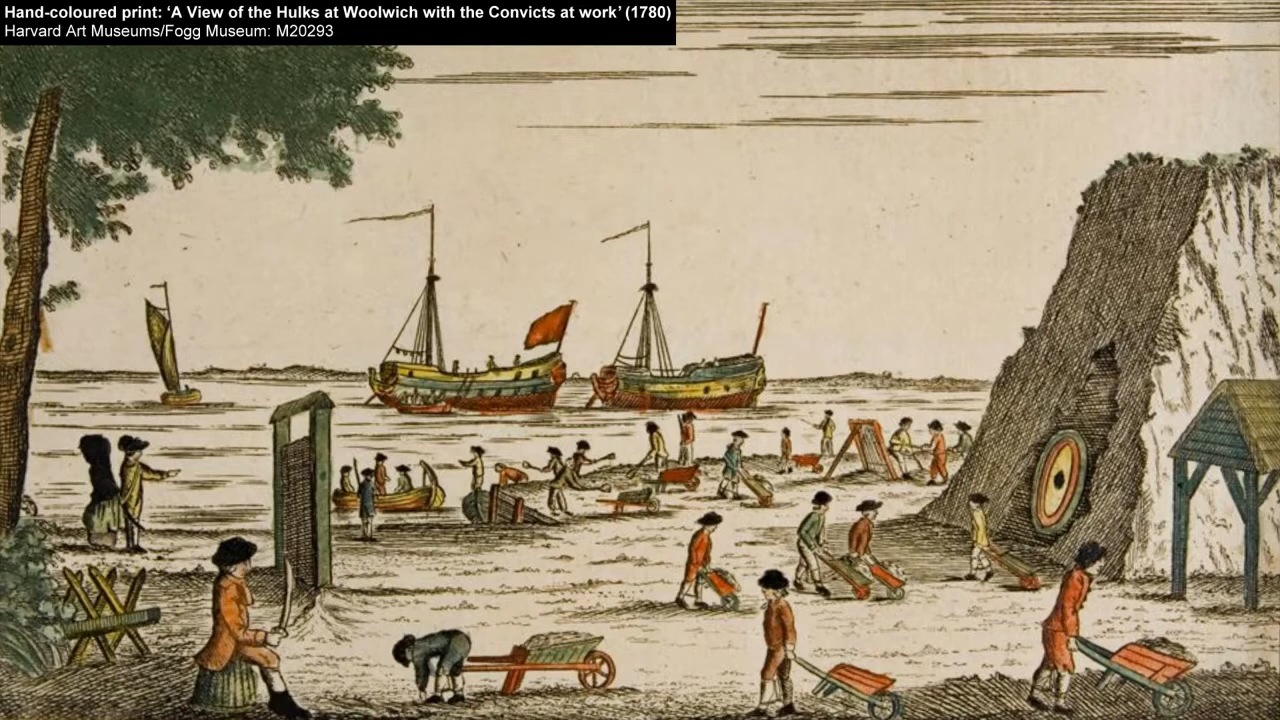 Hand-coloured print: ‘A View of the Hulks at Woolwich with the Convicts at work’ (1780)
Harvard Art Museums/Fogg Museum: M20293